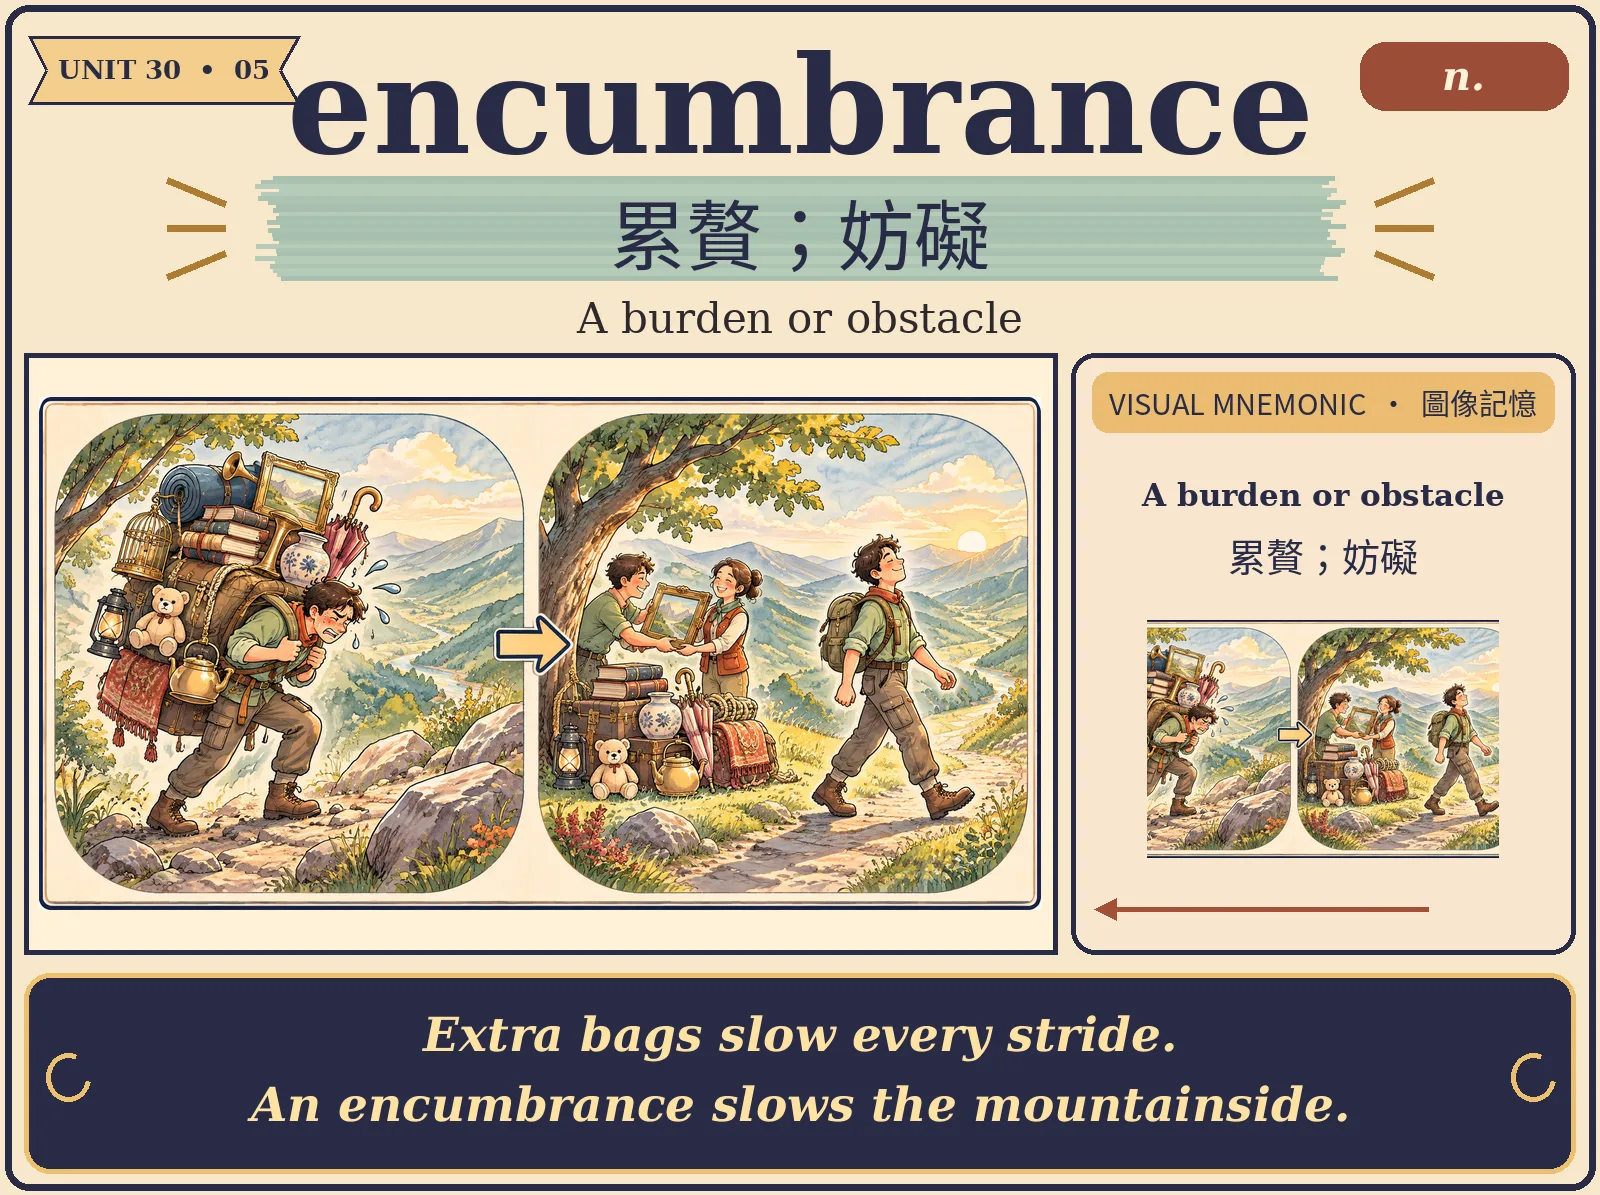 UNIT 30 • 05
encumbrance
n.
累贅；妨礙
A burden or obstacle
VISUAL MNEMONIC · 圖像記憶
A burden or obstacle
累贅；妨礙
Extra bags slow every stride.
An encumbrance slows the mountainside.